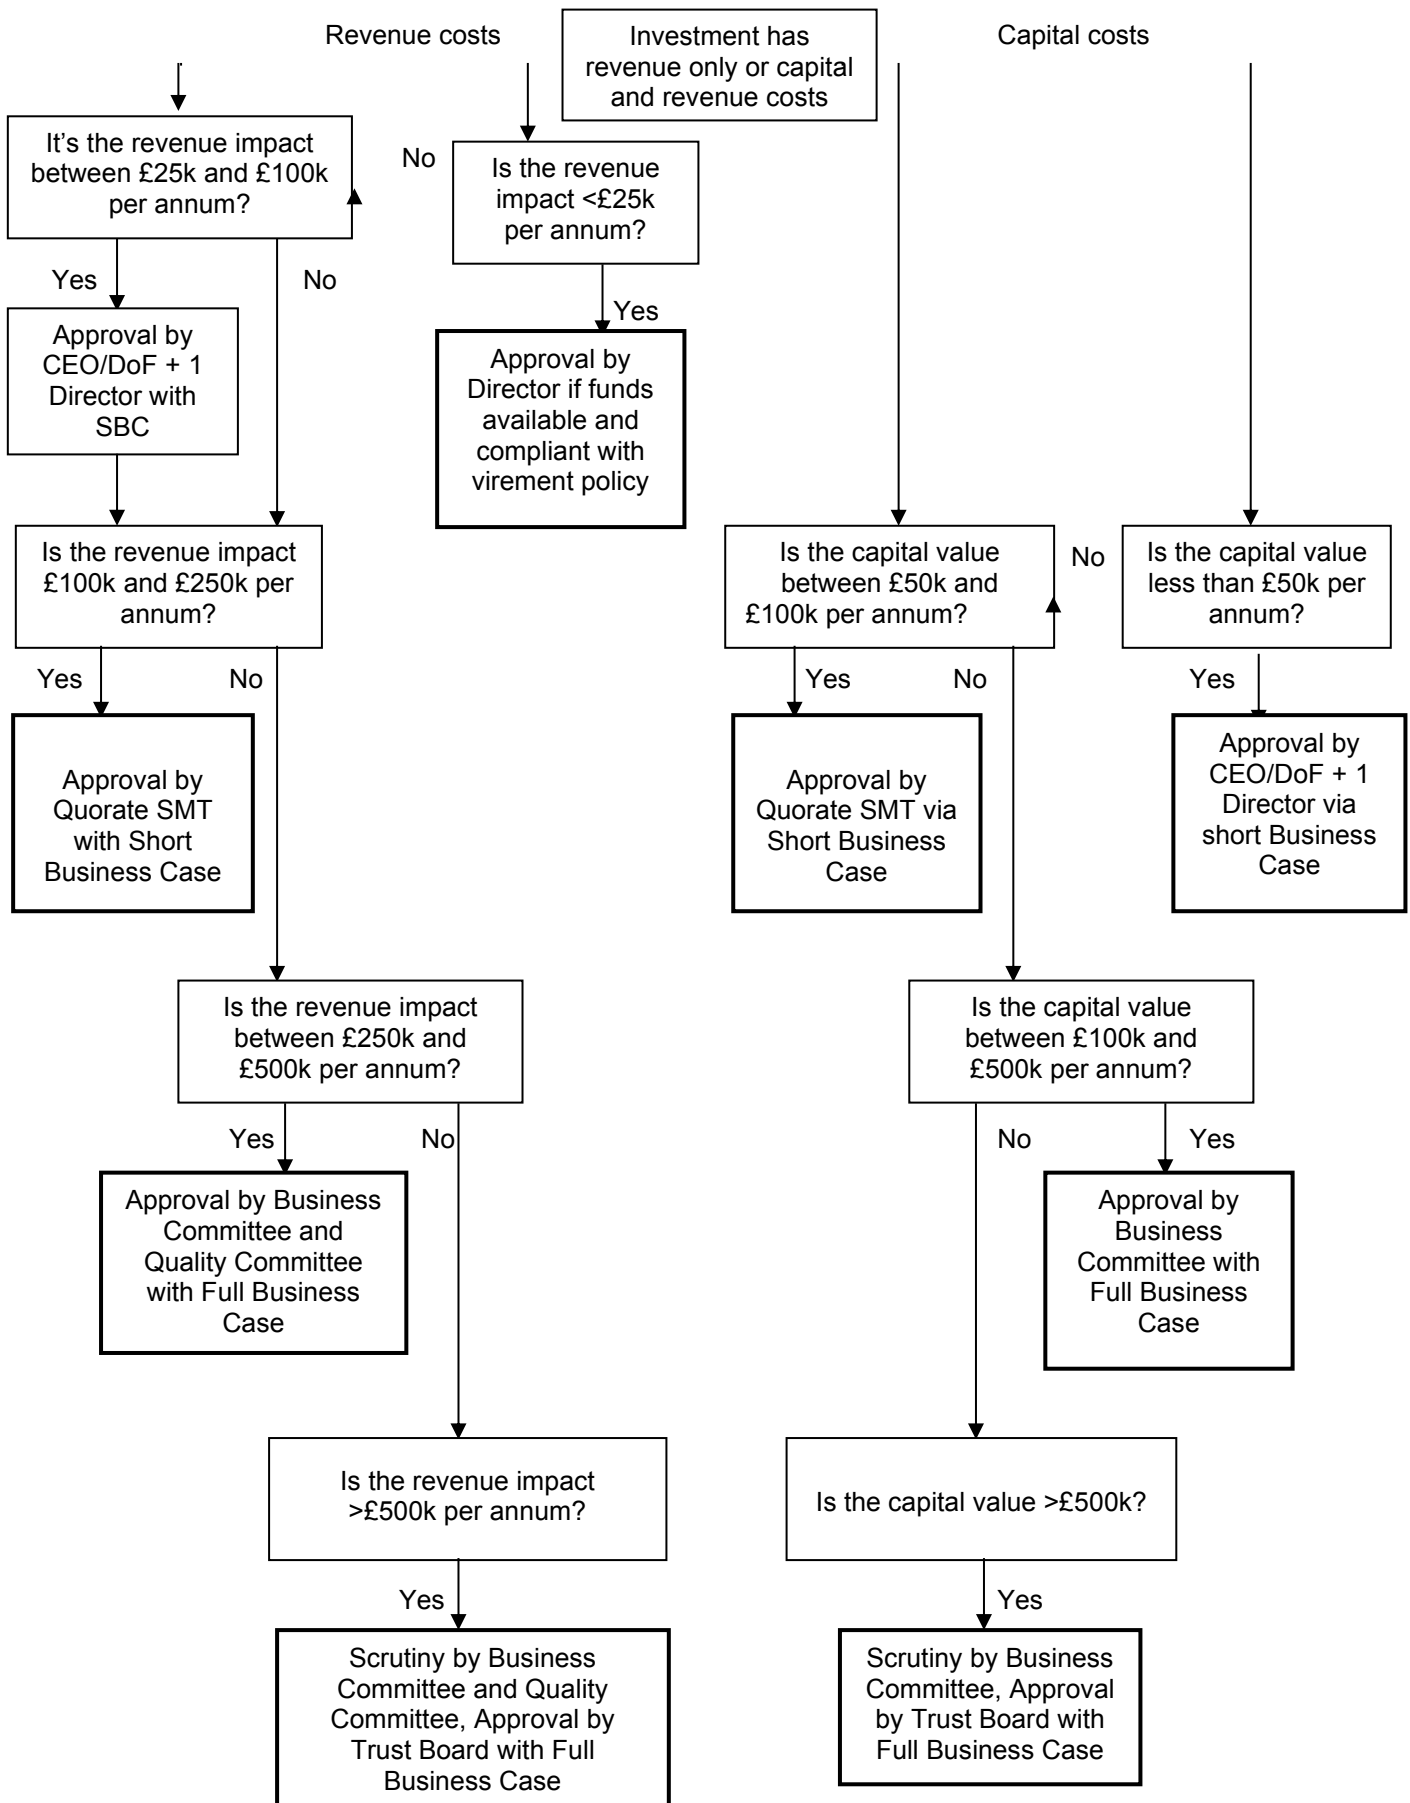 Revenue costs
Investment has
revenue only or capital
and revenue costs
Capital costs
It’s the revenue impact
between £25k and £100k
per annum?
No
Is the revenue
impact <£25k
per annum?
Yes
No
Yes
Approval by
CEO/DoF + 1
Director with
SBC
Approval by
Director if funds
available and
compliant with
virement policy
Is the revenue impact
£100k and £250k per
annum?
Is the capital value
between £50k and
£100k per annum?
No
Is the capital value
less than £50k per
annum?
Yes
No
Yes
No
Yes
Approval by
Quorate SMT
with Short
Business Case
Approval by
Quorate SMT via
Short Business
Case
Approval by
CEO/DoF + 1
Director via
short Business
Case
Is the revenue impact
between £250k and
£500k per annum?
Is the capital value
between £100k and
£500k per annum?
Yes
No
No
Yes
Approval by Business
Committee and
Quality Committee
with Full Business
Case
Approval by
Business
Committee with
Full Business
Case
Is the revenue impact
>£500k per annum?
Is the capital value >£500k?
Yes
Yes
Scrutiny by Business
Committee and Quality
Committee, Approval by
Trust Board with Full
Business Case
Scrutiny by Business
Committee, Approval
by Trust Board with
Full Business Case